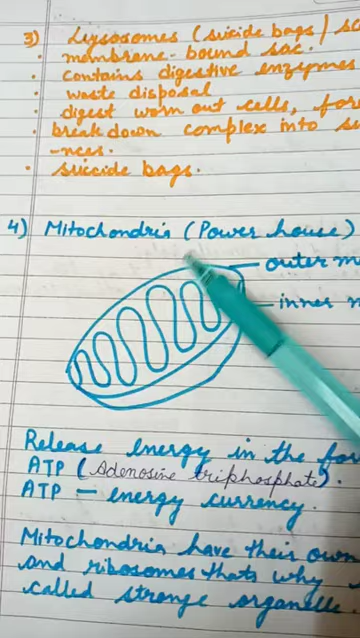 3) Lysosomes (suicide bags /
• membrane-bound sac.
• contains digestive enzymes
• waste disposal
• digest worn out cells,
• break down complex into
-nces.
• suicide bags.
4) Mitochondria (Power house)
outer
inner
Release energy in the
ATP (Adenosine triphosphate).
ATP — energy currency.
Mitochondria have their own
and ribosomes thats why
called strange organelle.